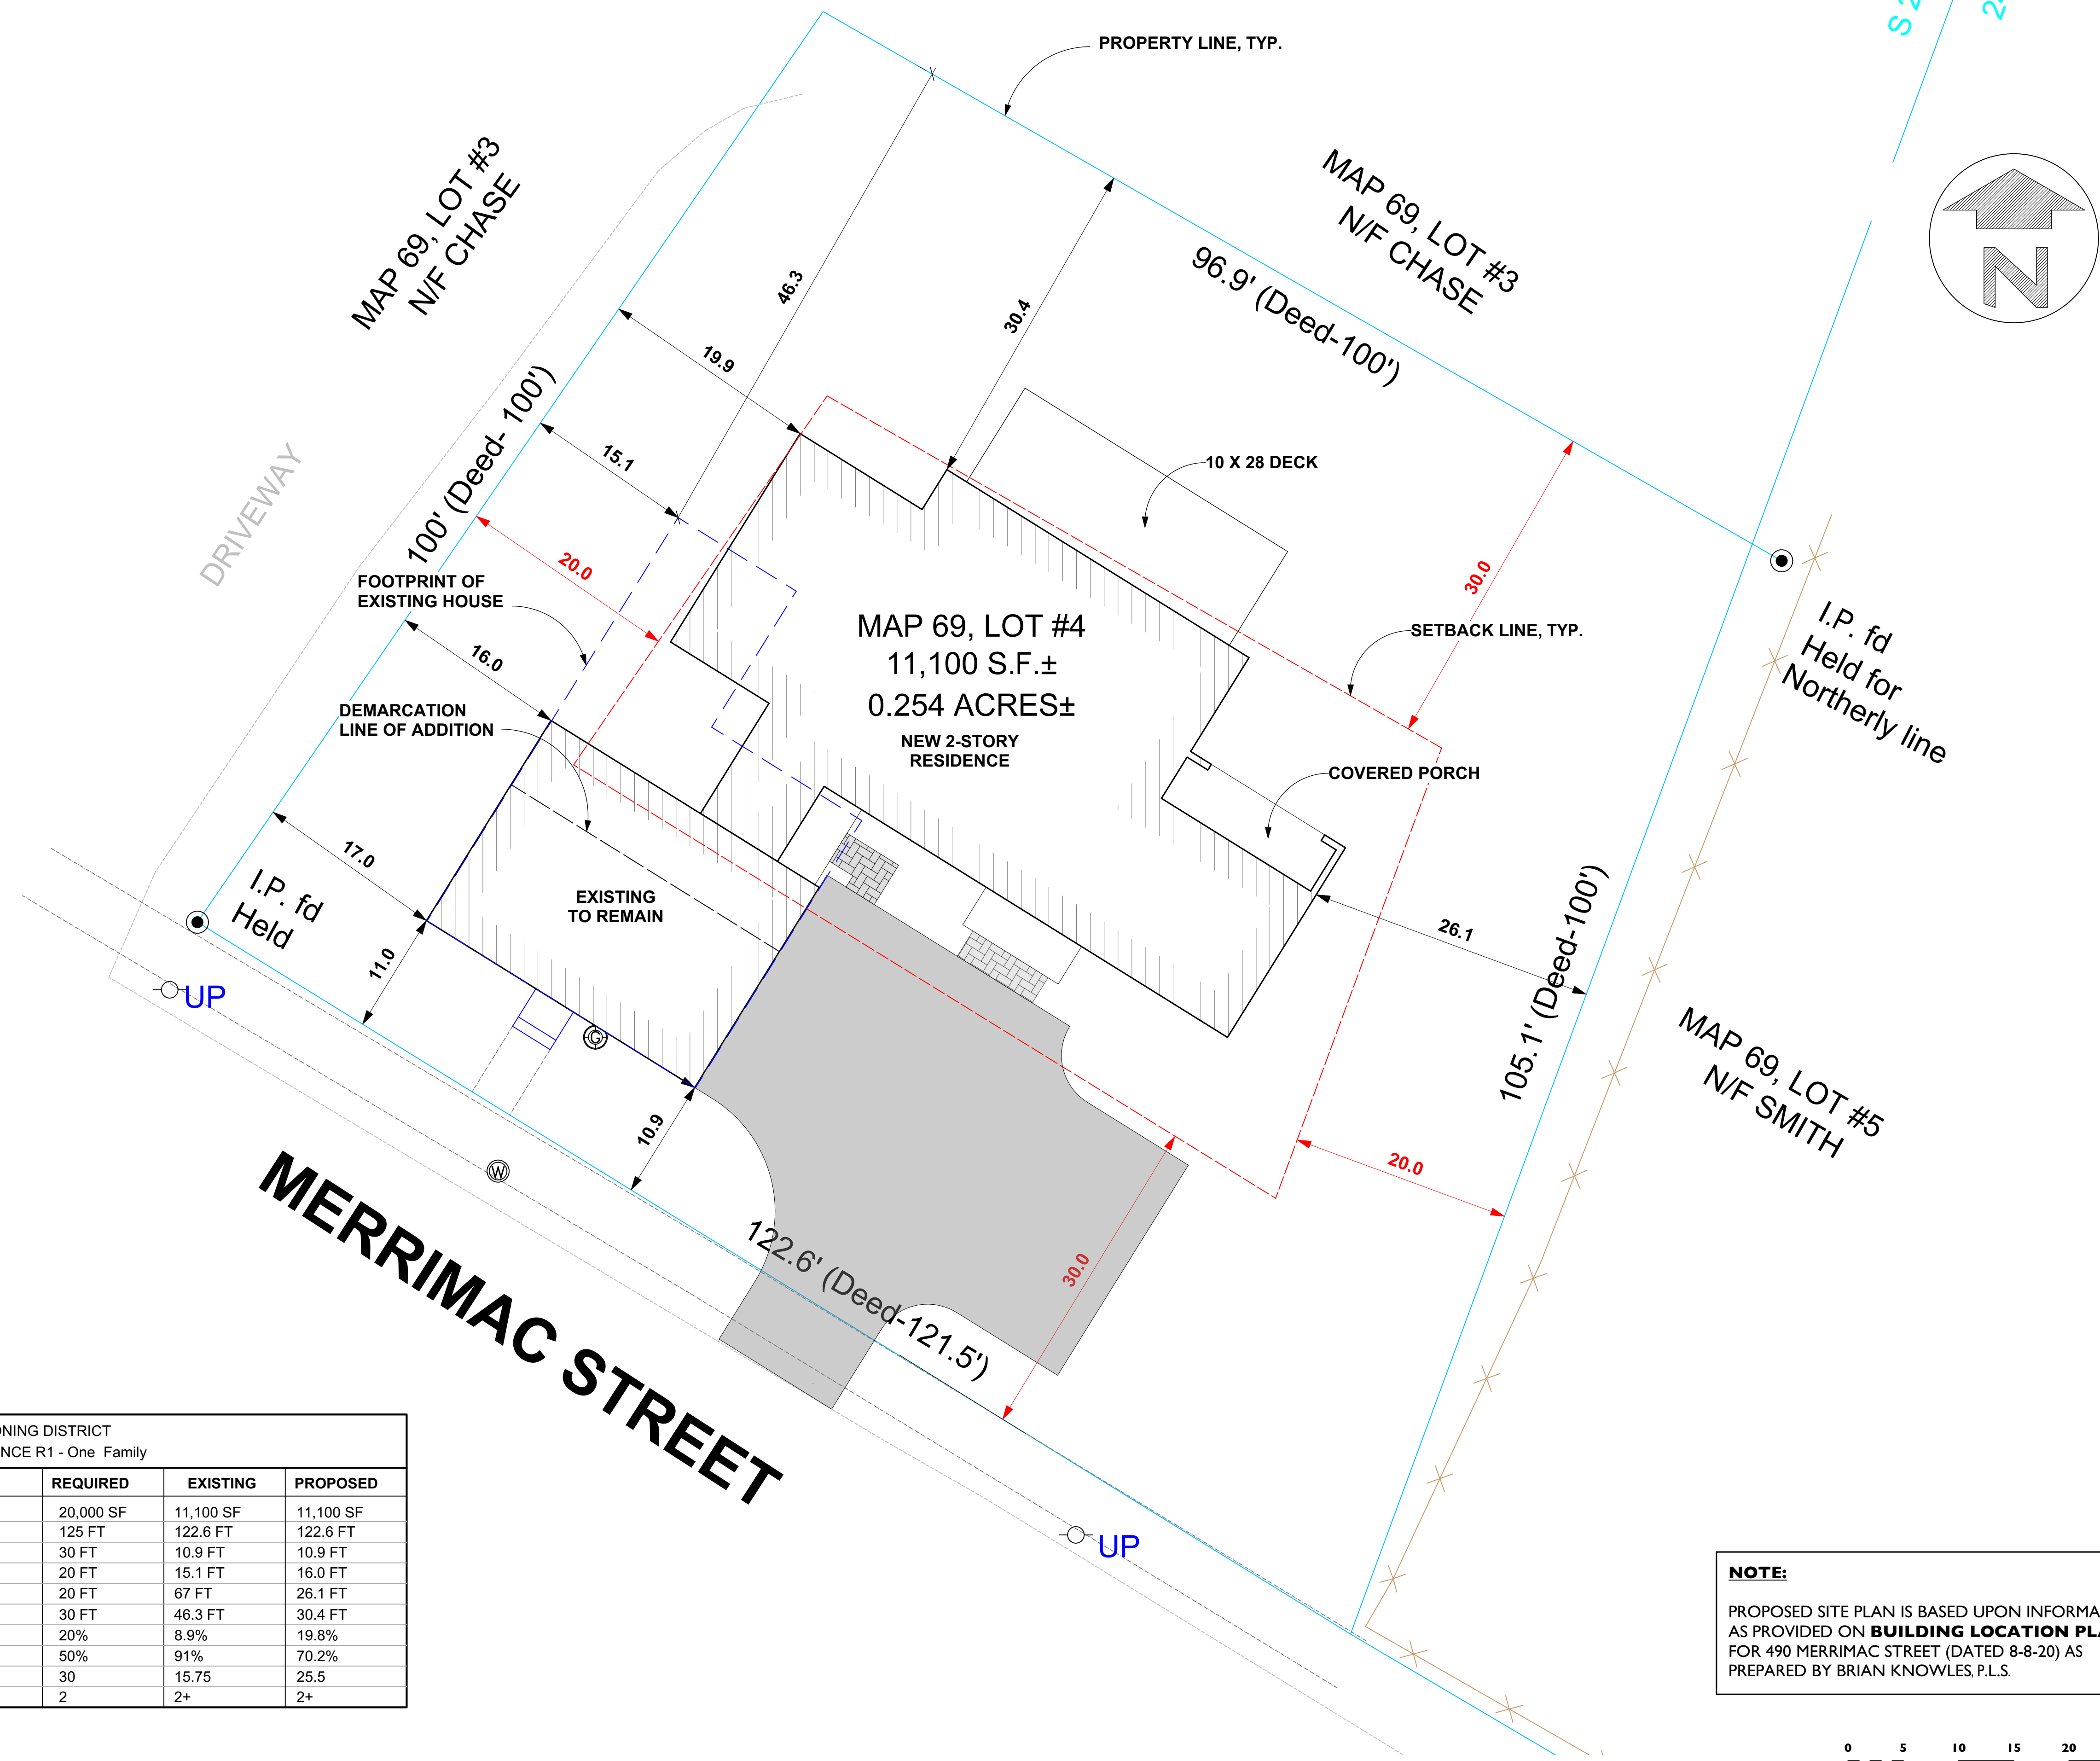 PROPERTY LINE, TYP.
MAP 69, LOT #3
N/F CHASE
MAP 69, LOT #3
N/F CHASE
96.9' (Deed-100')
46.3
30.4
19.9
15.1
100' (Deed- 100')
DRIVEWAY
20.0
10 X 28 DECK
30.0
FOOTPRINT OF
EXISTING HOUSE
SETBACK LINE, TYP.
MAP 69, LOT #4
11,100 S.F.±
0.254 ACRES±
NEW 2-STORY
RESIDENCE
I.P. fd
Held for
Northerly line
16.0
DEMARCATION
LINE OF ADDITION
COVERED PORCH
17.0
I.P. fd
Held
EXISTING
TO REMAIN
26.1
105.1' (Deed-100')
11.0
UP
G
10.9
MAP 69, LOT #5
N/F SMITH
20.0
W
MERRIMAC STREET
122.6' (Deed-121.5')
30.0
UP
N
NING DISTRICT
NCE R1 - One Family
REQUIRED EXISTING PROPOSED
20,000 SF 11,100 SF 11,100 SF
125 FT 122.6 FT 122.6 FT
30 FT 10.9 FT 10.9 FT
20 FT 15.1 FT 16.0 FT
20 FT 67 FT 26.1 FT
30 FT 46.3 FT 30.4 FT
20% 8.9% 19.8%
50% 91% 70.2%
30 15.75 25.5
2 2+ 2+
NOTE:
PROPOSED SITE PLAN IS BASED UPON INFORMA
AS PROVIDED ON BUILDING LOCATION PLA
FOR 490 MERRIMAC STREET (DATED 8-8-20) AS
PREPARED BY BRIAN KNOWLES, P.L.S.
0 5 10 15 20